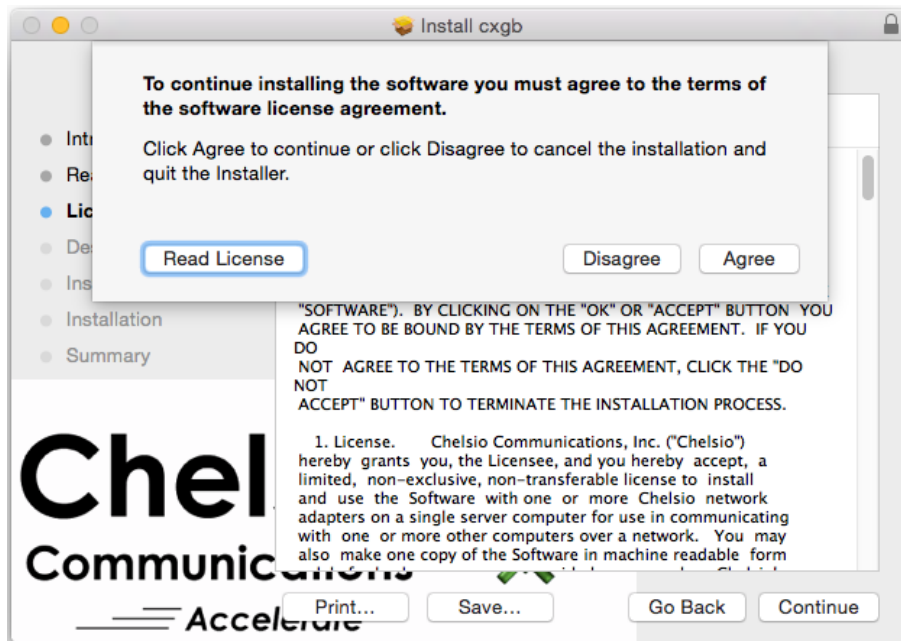 Install cxgb
To continue installing the software you must agree to the terms of
the software license agreement.
Click Agree to continue or click Disagree to cancel the installation and
quit the Installer.
Read License
Disagree
Agree
Lic
Installation
Summary
"SOFTWARE"). BY CLICKING ON THE "OK" OR "ACCEPT" BUTTON YOU
AGREE TO BE BOUND BY THE TERMS OF THIS AGREEMENT. IF YOU
DO
NOT AGREE TO THE TERMS OF THIS AGREEMENT, CLICK THE "DO
NOT
ACCEPT" BUTTON TO TERMINATE THE INSTALLATION PROCESS.
1. License. Chelsio Communications, Inc. ("Chelsio")
hereby grants you, the Licensee, and you hereby accept, a
limited, non-exclusive, non-transferable license to install
and use the Software with one or more Chelsio network
adapters on a single server computer for use in communicating
with one or more other computers over a network. You may
also make one copy of the Software in machine readable form
Chel
Communications
Accelerate
Print...
Save...
Go Back
Continue